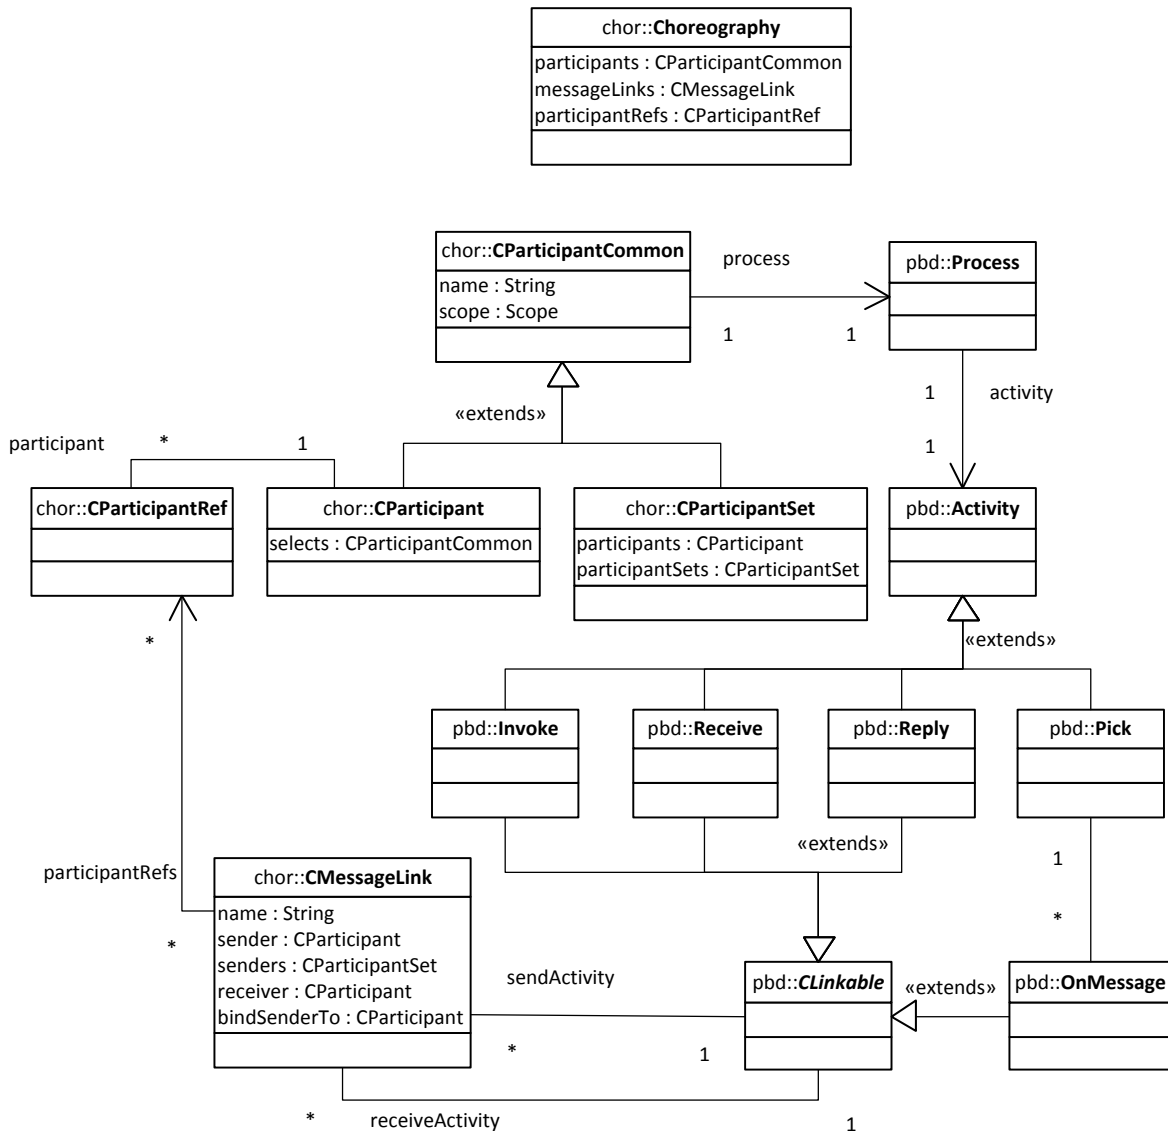 chor::Choreography
participants : CParticipantCommon
messageLinks : CMessageLink
participantRefs : CParticipantRef
chor::CParticipantCommon
name : String
scope : Scope
process
1
1
pbd::Process
1
activity
1
«extends»
participant
*
1
chor::CParticipantRef
chor::CParticipant
selects : CParticipantCommon
chor::CParticipantSet
participants : CParticipant
participantSets : CParticipantSet
pbd::Activity
*
«extends»
pbd::Invoke
pbd::Receive
pbd::Reply
pbd::Pick
«extends»
1
*
participantRefs
*
chor::CMessageLink
name : String
sender : CParticipant
senders : CParticipantSet
receiver : CParticipant
bindSenderTo : CParticipant
sendActivity
*
1
pbd::CLinkable
«extends»
pbd::OnMessage
*
receiveActivity
1